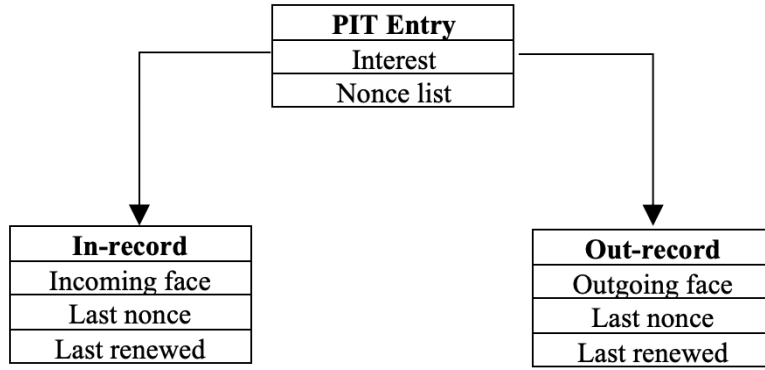 PIT Entry
Interest
Nonce list
In-record
Incoming face
Last nonce
Last renewed
Out-record
Outgoing face
Last nonce
Last renewed